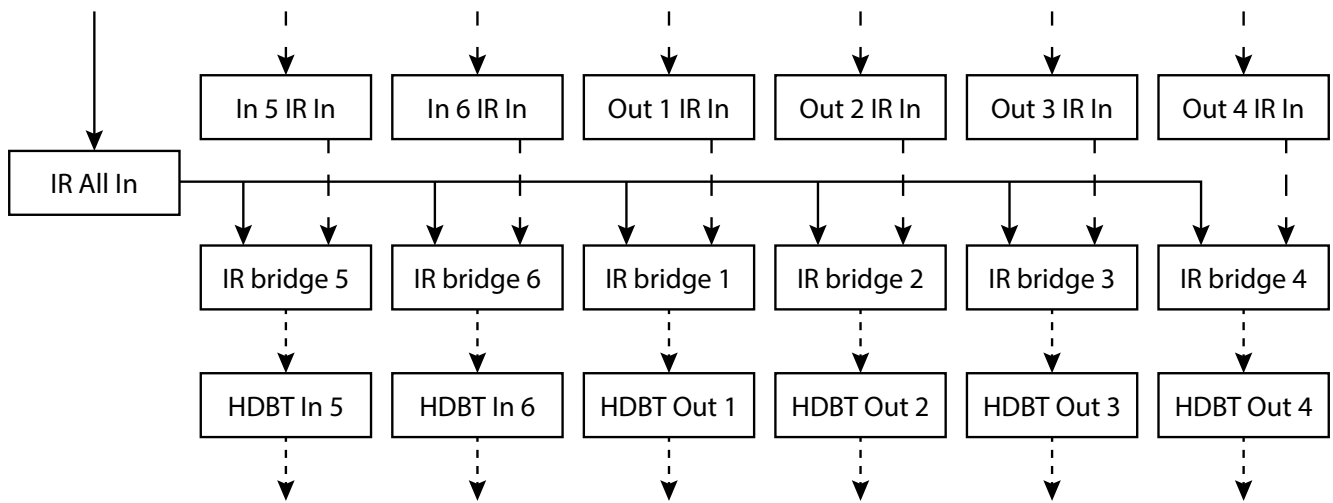 In 5 IR In
In 6 IR In
Out 1 IR In
Out 2 IR In
Out 3 IR In
Out 4 IR In
IR All In
IR bridge 5
IR bridge 6
IR bridge 1
IR bridge 2
IR bridge 3
IR bridge 4
HDBT In 5
HDBT In 6
HDBT Out 1
HDBT Out 2
HDBT Out 3
HDBT Out 4